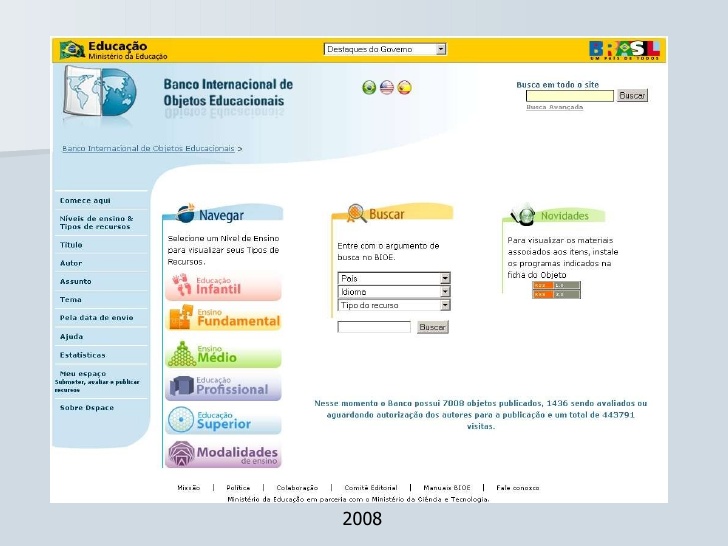 Educação
Ministério da Educação
Destaques do Governo
BRASIL
UM PAÍS DE TODOS
Banco Internacional de
Objetos Educacionais
Busca em todo o site
Buscar
Busca Avançada
Banco Internacional de Objetos Educacionais >
Comece aqui
Níveis de ensino &
Tipos de recursos
Título
Autor
Assunto
Tema
Pela data de envio
Ajuda
Estatísticas
Meu espaço
Submeter, avaliar e publicar
recursos
Sobre Dspace
Navegar
Selecione um Nível de Ensino
para visualizar seus Tipos de
Recursos.
Educação
Infantil
Ensino
Fundamental
Ensino
Médio
Educação
Profissional
Educação
Superior
Modalidades
de ensino
Buscar
Entre com o argumento de
busca no BIOE.
País
Idioma
Tipo do recurso
Buscar
Novidades
Para visualizar os materiais
associados aos itens, instale
os programas indicados na
ficha do Objeto
RSS 1.0
RSS 2.0
Nesse momento o Banco possui 7008 objetos publicados, 1436 sendo avaliados ou
aguardando autorização dos autores para a publicação e um total de 443791
visitas.
Missão | Política | Colaboração | Comitê Editorial | Manuais BIOE | Fale conosco
Ministério da Educação em parceria com o Ministério da Ciência e Tecnologia.
2008